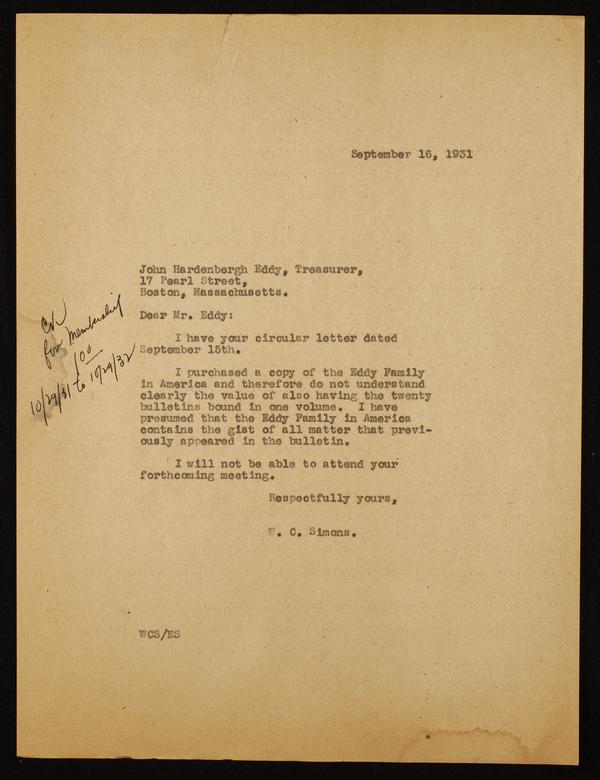 September 16, 1931
John Hardenbergh Eddy, Treasurer,
17 Pearl Street,
Boston, Massachusetts.
Dear Mr. Eddy:
I have your circular letter dated
September 15th.
I purchased a copy of the Eddy Family
in America and therefore do not understand
clearly the value of also having the twenty
bulletins bound in one volume. I have
presumed that the Eddy Family in America
contains the gist of all matter that previ-
ously appeared in the bulletin.
I will not be able to attend your
forthcoming meeting.
Respectfully yours,
W. C. Simons.
WCS/ES
Ck
for Membership
1 00
10/29/31 to 10/29/32